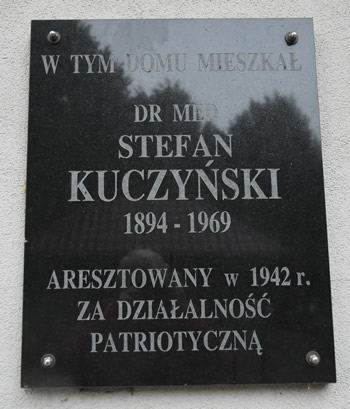 W TYM DOMU MIESZKAŁ
DR MED
STEFAN
KUCZYŃSKI
1894 - 1969
ARESZTOWANY w 1942 r.
ZA DZIAŁALNOŚĆ
PATRIOTYCZNĄ